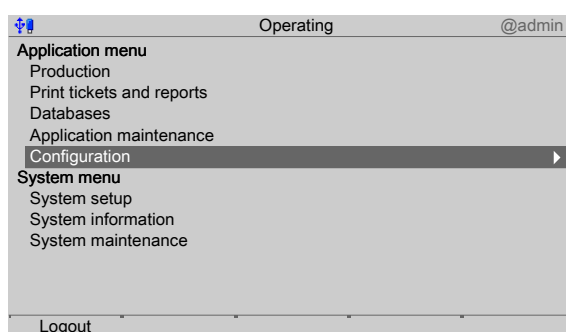 Operating @admin
Application menu
Production
Print tickets and reports
Databases
Application maintenance
Configuration
System menu
System setup
System information
System maintenance
Logout